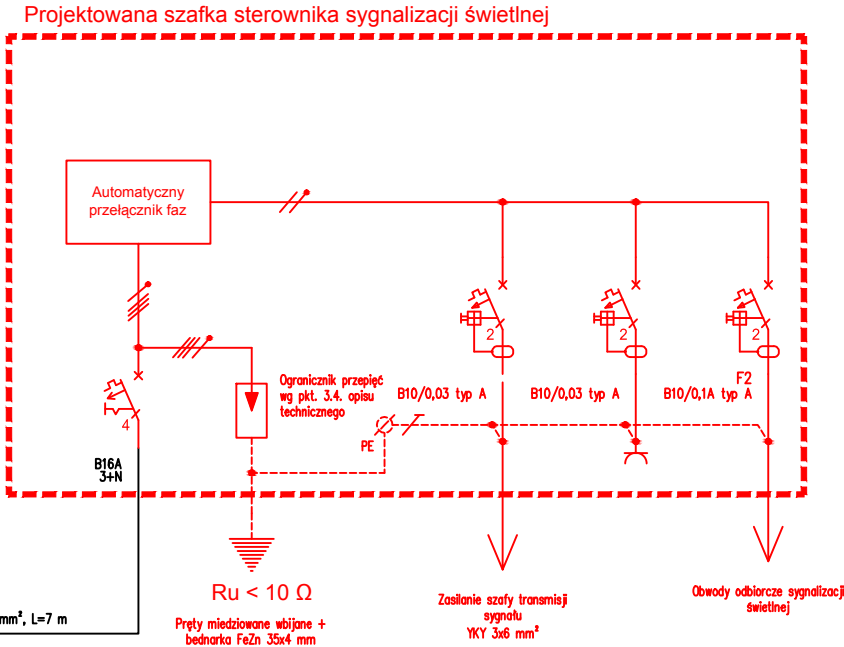 Projektowana szafka sterownika sygnalizacji świetlnej
Automatyczny
przełącznik faz
2
2
2
4
B16A
3+N
Ogranicznik przepięć
wg pkt. 3.4. opisu
technicznego
PE
B10/0,03 typ A
B10/0,03 typ A
F2
B10/0,1A typ A
Ru < 10 Ω
Pręty miedziowane wbijane +
bednarka FeZn 35x4 mm
Zasilanie szafy transmisji
sygnału
YKY 3x6 mm²
Obwody odbiorcze sygnalizacji
świetlnej
mm², L=7 m